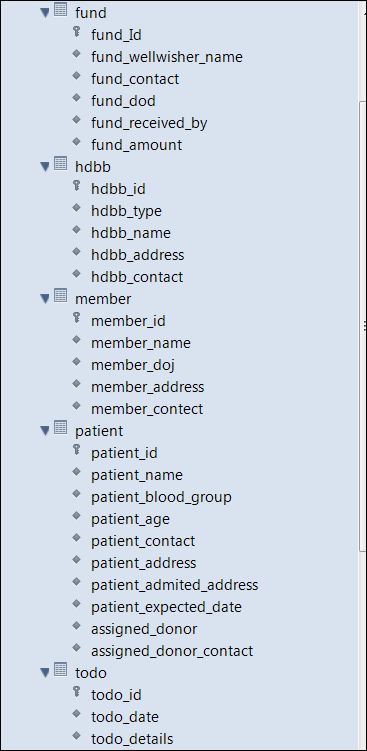 fund
fund_Id
fund_wellwisher_name
fund_contact
fund_dod
fund_received_by
fund_amount
hdbb
hdbb_id
hdbb_type
hdbb_name
hdbb_address
hdbb_contact
member
member_id
member_name
member_doj
member_address
member_contect
patient
patient_id
patient_name
patient_blood_group
patient_age
patient_contact
patient_address
patient_admited_address
patient_expected_date
assigned_donor
assigned_donor_contact
todo
todo_id
todo_date
todo_details